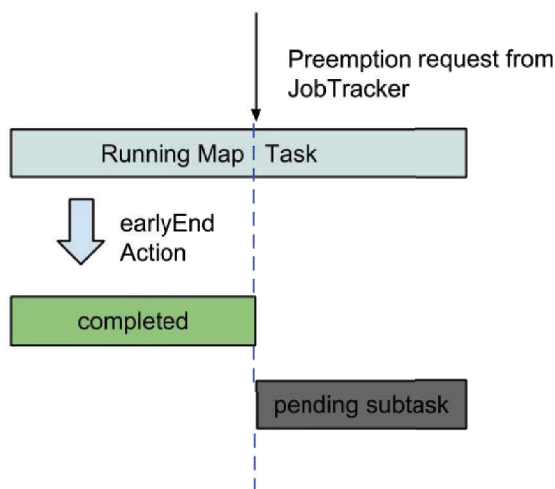 Preemption request from
JobTracker
Running Map Task
earlyEnd
Action
completed
pending subtask